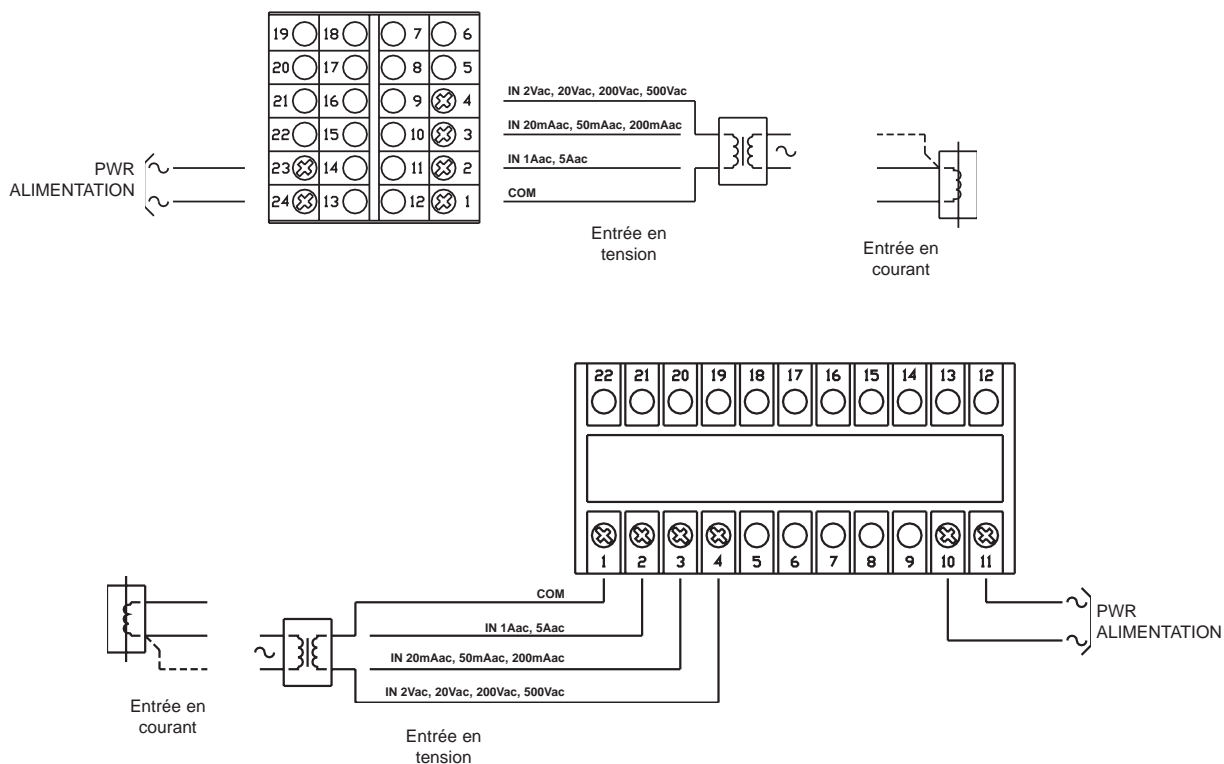 19 18 7 6
20 17 8 5
21 16 9 4
22 15 10 3
23 14 11 2
24 13 12 1
PWR
ALIMENTATION
IN 2Vac, 20Vac, 200Vac, 500Vac
IN 20mAac, 50mAac, 200mAac
IN 1Aac, 5Aac
COM
Entrée en
tension
Entrée en
courant
22 21 20 19 18 17 16 15 14 13 12
1 2 3 4 5 6 7 8 9 10 11
COM
IN 1Aac, 5Aac
IN 20mAac, 50mAac, 200mAac
IN 2Vac, 20Vac, 200Vac, 500Vac
PWR
ALIMENTATION
Entrée en
courant
Entrée en
tension